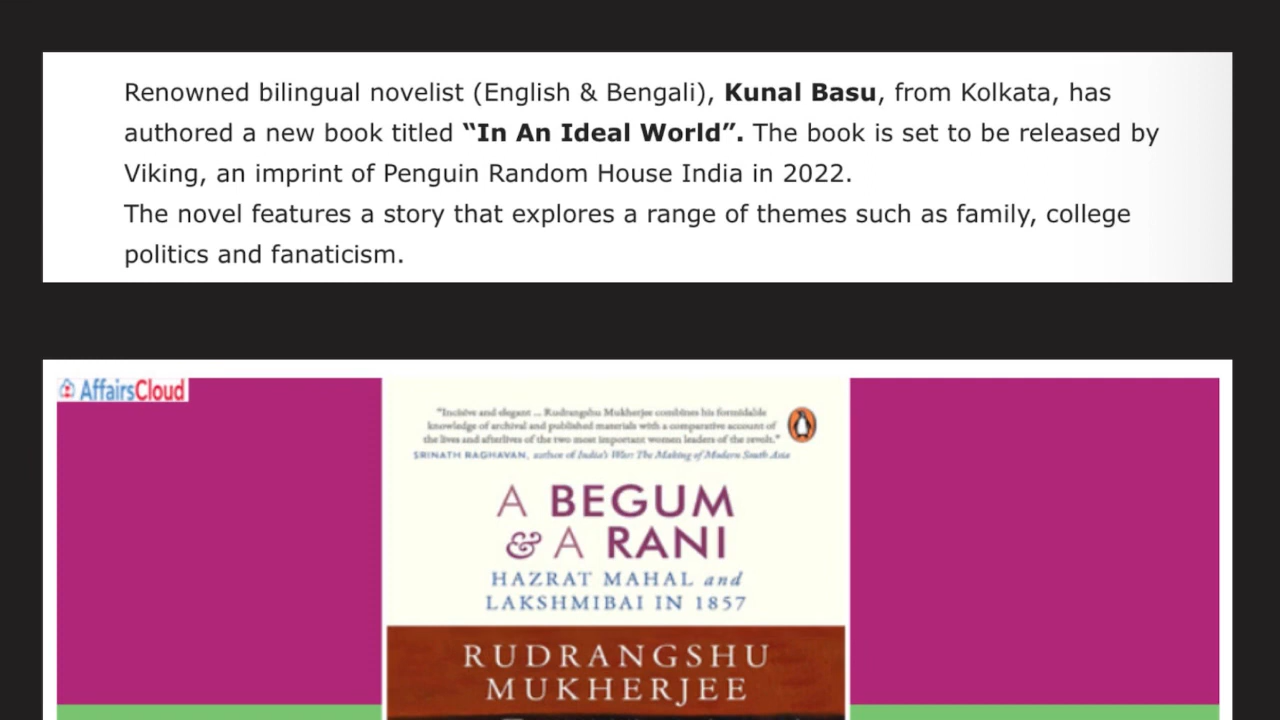 Renowned bilingual novelist (English & Bengali), Kunal Basu, from Kolkata, has
authored a new book titled “In An Ideal World”. The book is set to be released by
Viking, an imprint of Penguin Random House India in 2022.
The novel features a story that explores a range of themes such as family, college
politics and fanaticism.
AffairsCloud
“Incisive and elegant ... Rudrangshu Mukherjee combines his formidable
knowledge of archival and published materials with a comparative account of
the lives and afterlives of the two most important women leaders of the revolt.”
SRINATH RAGHAVAN, author of India's War: The Making of Modern South Asia
A BEGUM
& A RANI
HAZRAT MAHAL and
LAKSHMIBAI IN 1857
RUDRANGSHU
MUKHERJEE